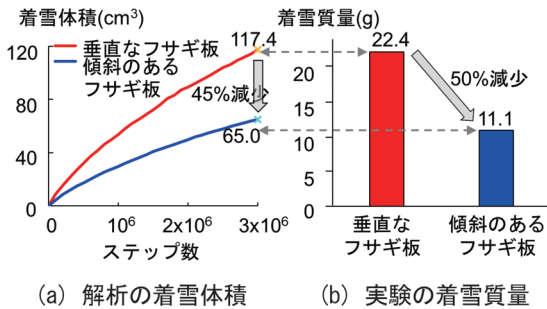 着雪体積(cm³)
120
80
40
0
垂直なフサギ板
傾斜のある
フサギ板
117.4
45%減少
65.0
0
10⁶
2x10⁶
3x10⁶
ステップ数
(a) 解析の着雪体積
着雪質量(g)
20
15
10
5
0
22.4
50%減少
11.1
垂直な
フサギ板
傾斜のある
フサギ板
(b) 実験の着雪質量